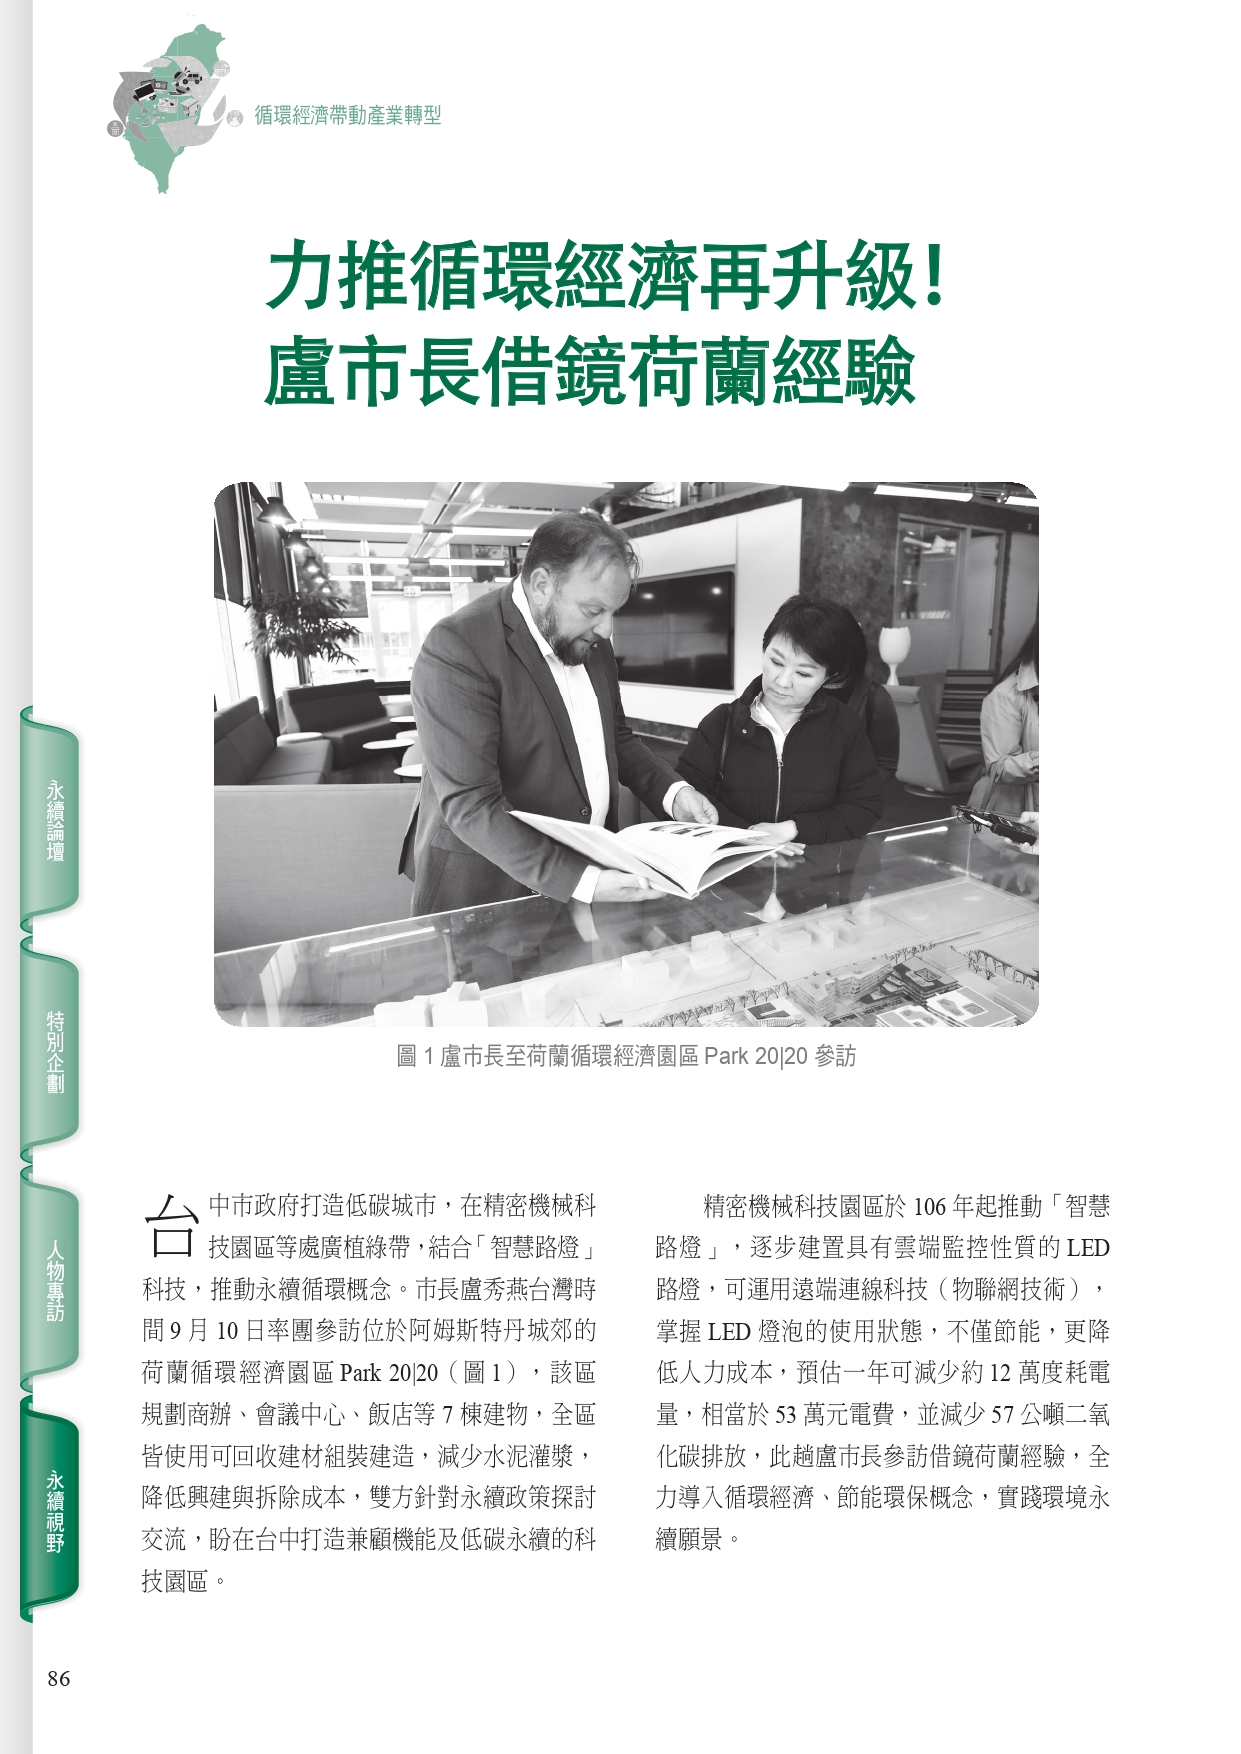 循環經濟帶動產業轉型
力推循環經濟再升級！
盧市長借鏡荷蘭經驗
圖 1 盧市長至荷蘭循環經濟園區 Park 20|20 參訪
台中市政府打造低碳城市，在精密機械科
技園區等處廣植綠帶，結合「智慧路燈」
科技，推動永續循環概念。市長盧秀燕台灣時
間 9 月 10 日率團參訪位於阿姆斯特丹城郊的
荷蘭循環經濟園區 Park 20|20（圖 1），該區
規劃商辦、會議中心、飯店等 7 棟建物，全區
皆使用可回收建材組裝建造，減少水泥灌漿，
降低興建與拆除成本，雙方針對永續政策探討
交流，盼在台中打造兼顧機能及低碳永續的科
技園區。
精密機械科技園區於 106 年起推動「智慧
路燈」，逐步建置具有雲端監控性質的 LED
路燈，可運用遠端連線科技（物聯網技術），
掌握 LED 燈泡的使用狀態，不僅節能，更降
低人力成本，預估一年可減少約 12 萬度耗電
量，相當於 53 萬元電費，並減少 57 公噸二氧
化碳排放，此趟盧市長參訪借鏡荷蘭經驗，全
力導入循環經濟、節能環保概念，實踐環境永
續願景。
永續論壇
特別企劃
人物專訪
永續視野
86